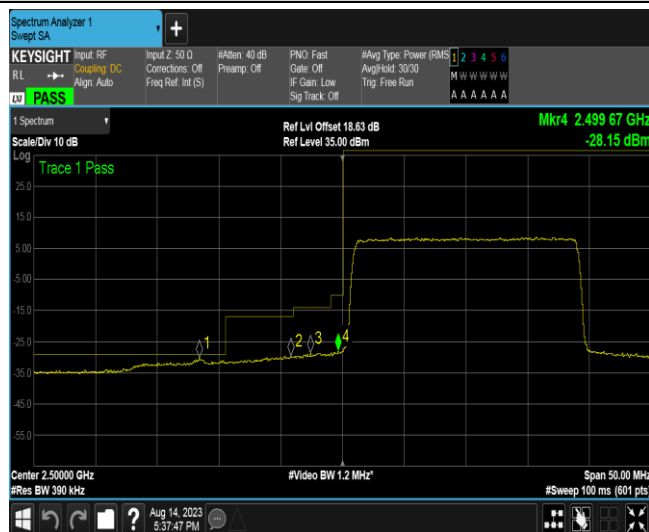 Spectrum Analyzer 1
Swept SA
KEYSIGHT
RL
LXI PASS
Input: RF
Coupling: DC
Align: Auto
Input Z: 50 Ω
Corrections: Off
Freq Ref: Int (S)
#Atten: 40 dB
Preamp: Off
PNO: Fast
Gate: Off
IF Gain: Low
Sig Track: Off
#Avg Type: Power (RMS
Avg|Hold: 30/30
Trig: Free Run
1 2 3 4 5 6
M W W W W W
A A A A A A
1 Spectrum
Scale/Div 10 dB
Ref Lvl Offset 18.63 dB
Ref Level 35.00 dBm
Mkr4 2.499 67 GHz
-28.15 dBm
Log
Trace 1 Pass
25.0
15.0
5.00
-5.00
-15.0
-25.0
-35.0
-45.0
-55.0
1
2
3
4
Center 2.50000 GHz
#Res BW 390 kHz
#Video BW 1.2 MHz*
Span 50.00 MHz
#Sweep 100 ms (601 pts)
?
Aug 14, 2023
5:37:47 PM